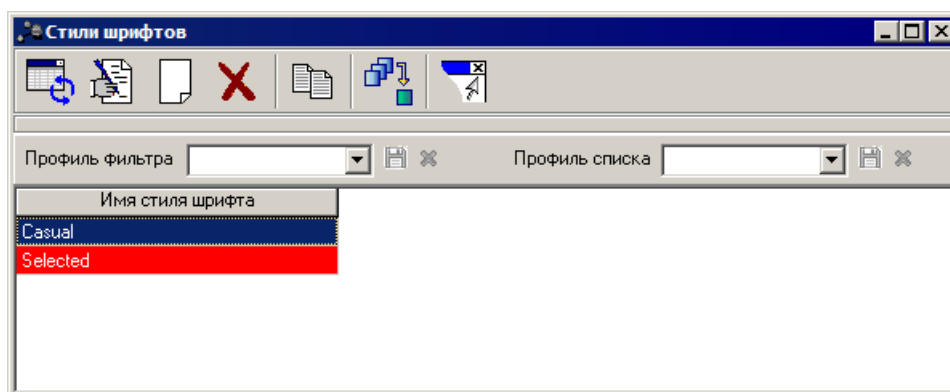 Стили шрифтов
Профиль фильтра Профиль списка
Имя стиля шрифта
Casual
Selected